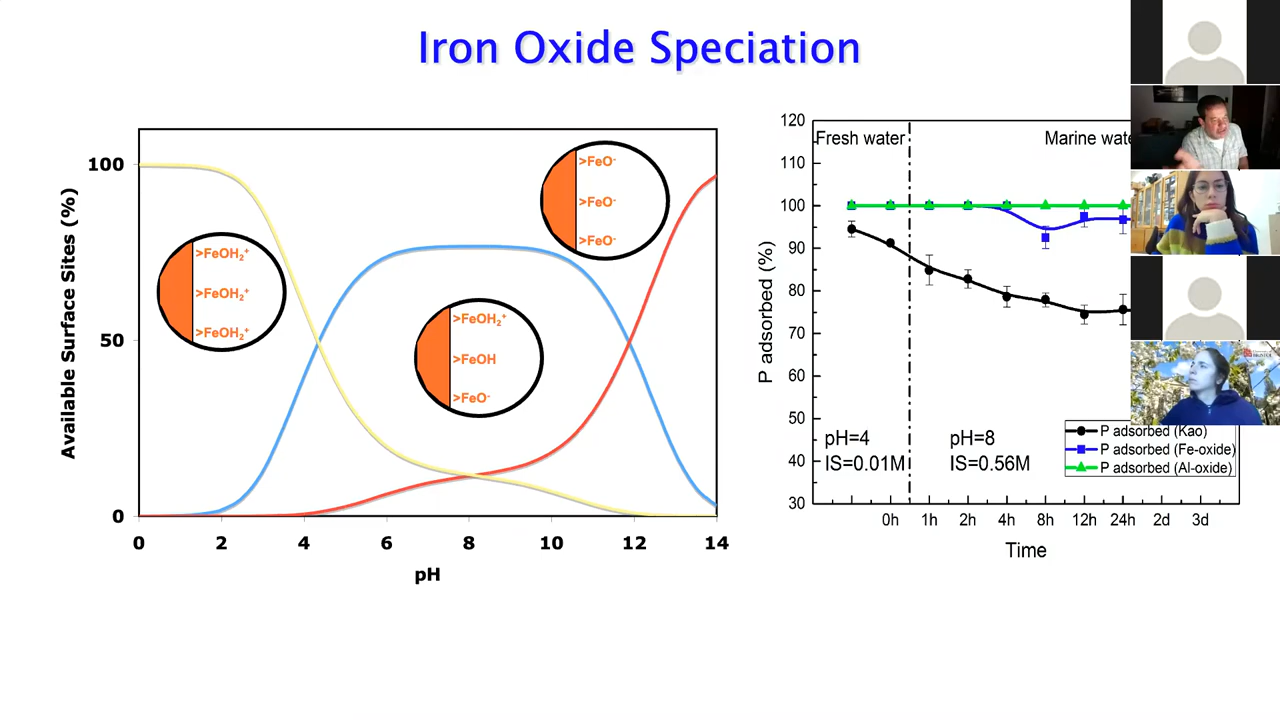 Iron Oxide Speciation
Available Surface Sites (%)
100
50
0
0 2 4 6 8 10 12 14
pH
>FeOH₂⁺
>FeOH₂⁺
>FeOH₂⁺
>FeOH₂⁺
>FeOH
>FeO⁻
>FeO⁻
>FeO⁻
>FeO⁻
P adsorbed (%)
120
110
100
90
80
70
60
50
40
30
Fresh water
Marine
pH=4
IS=0.01M
pH=8
IS=0.56M
P adsorbed (Kao)
P adsorbed (Fe-oxide)
P adsorbed (Al-oxide)
0h 1h 2h 4h 8h 12h 24h 2d 3d
Time